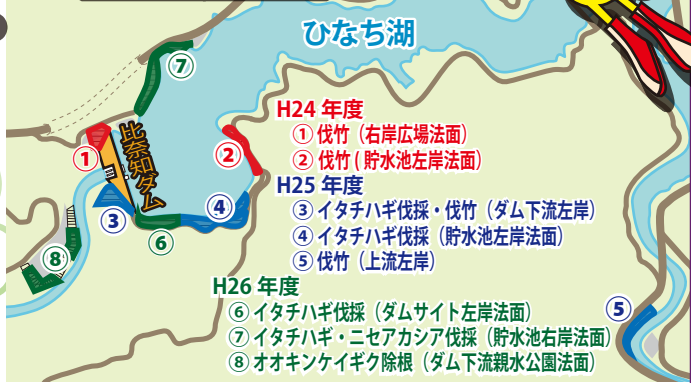 ひなち湖
⑦
比奈知ダム
①
②
③
④
⑥
⑧
⑤
H24 年度
① 伐竹（右岸広場法面）
② 伐竹 ( 貯水池左岸法面）
H25 年度
③ イタチハギ伐採・伐竹（ダム下流左岸）
④ イタチハギ伐採（貯水池左岸法面）
⑤ 伐竹（上流左岸）
H26 年度
⑥ イタチハギ伐採（ダムサイト左岸法面）
⑦ イタチハギ・ニセアカシア伐採（貯水池右岸法面）
⑧ オオキンケイギク除根（ダム下流親水公園法面）